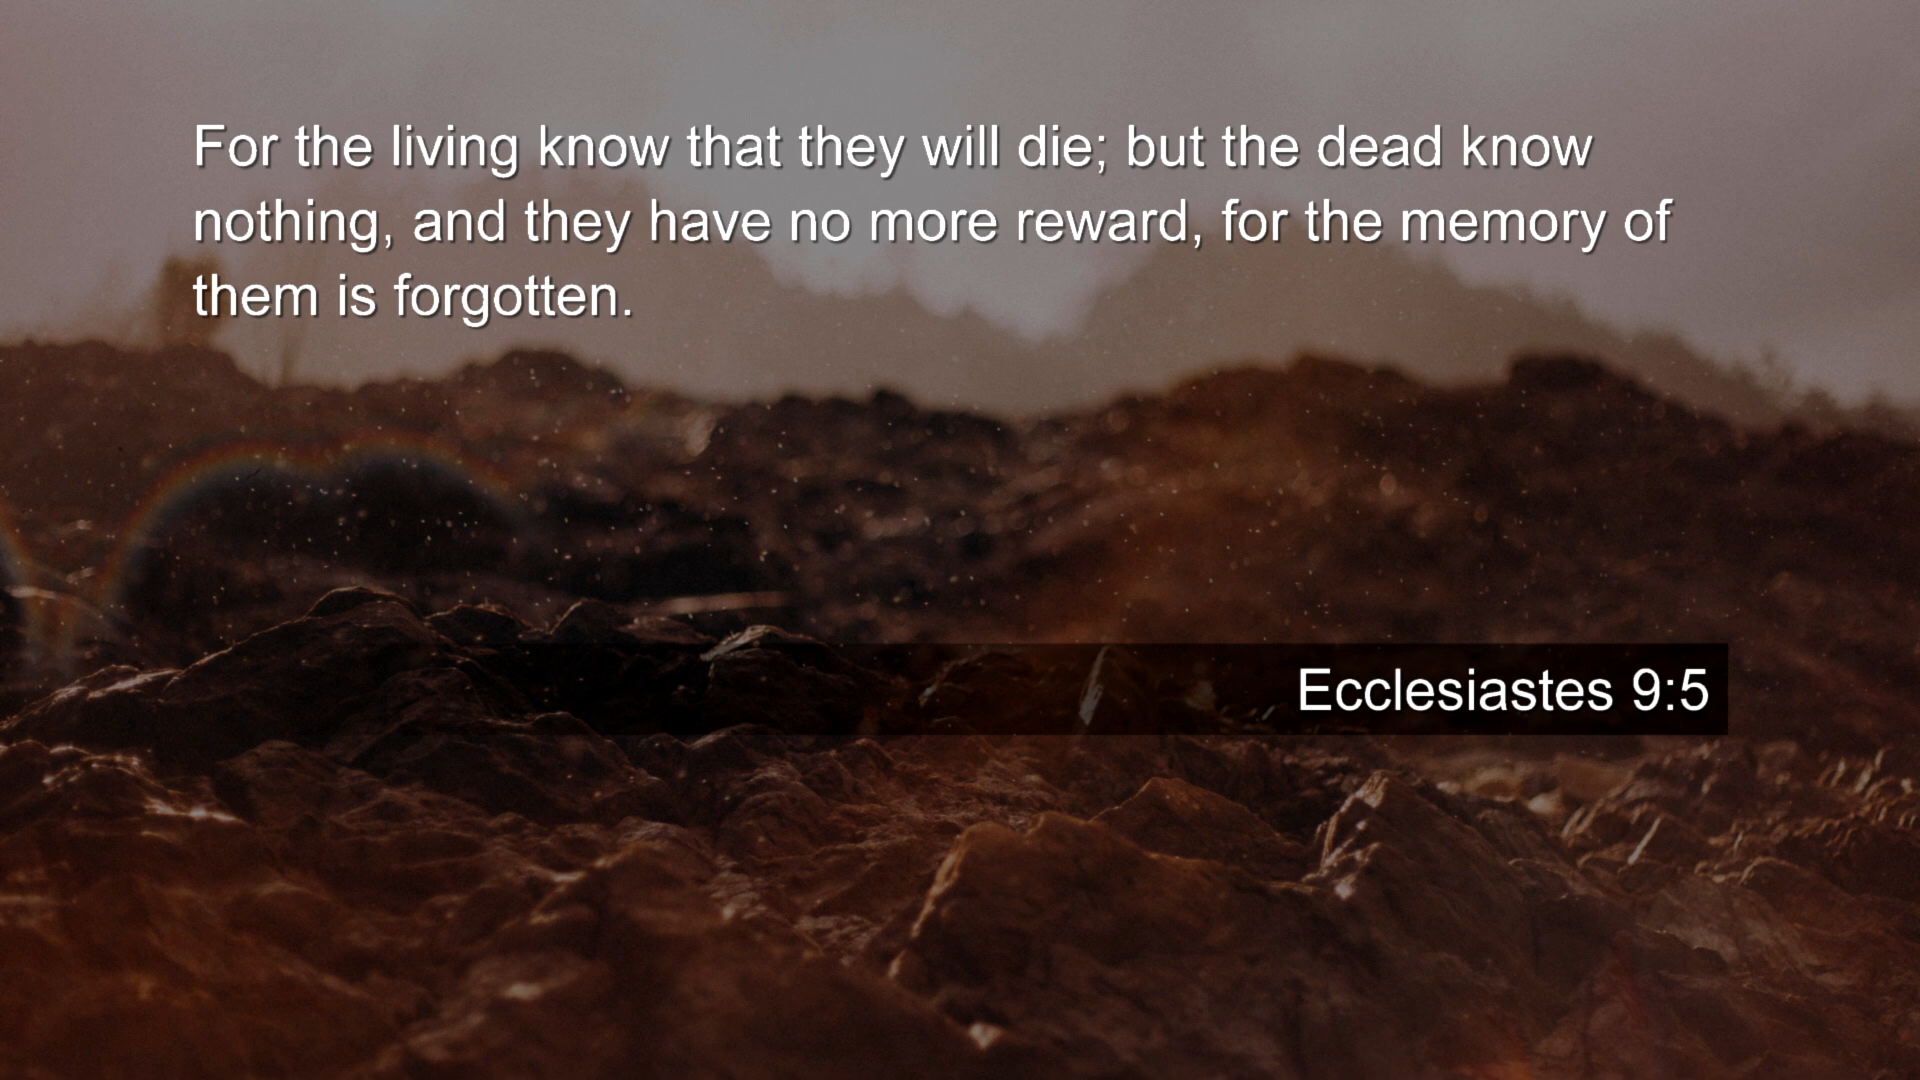 For the living know that they will die; but the dead know
nothing, and they have no more reward, for the memory of
them is forgotten.
Ecclesiastes 9:5